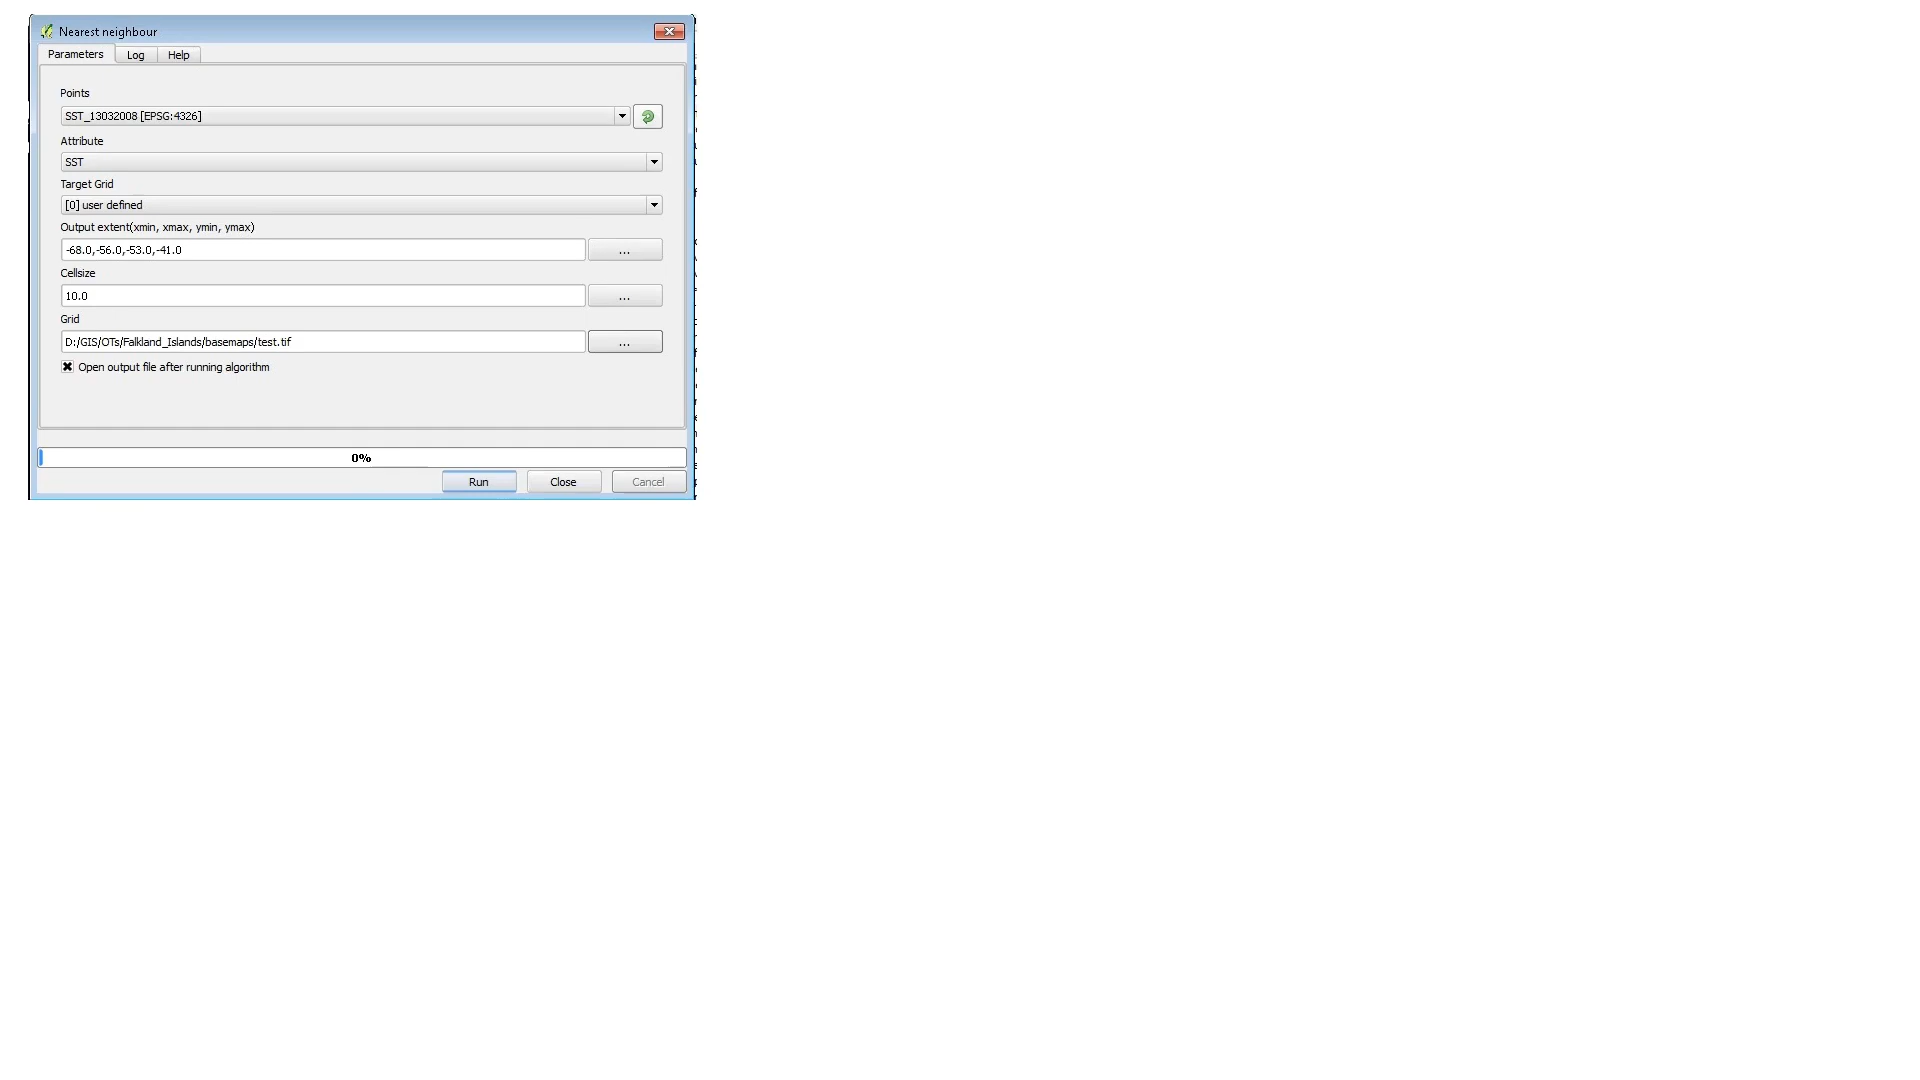 Nearest neighbour
Parameters Log Help
Points
SST_13032008 [EPSG:4326]
Attribute
SST
Target Grid
[0] user defined
Output extent(xmin, xmax, ymin, ymax)
-68.0,-56.0,-53.0,-41.0
...
Cellsize
10.0
...
Grid
D:/GIS/OTs/Falkland_Islands/basemaps/test.tif
...
Open output file after running algorithm
0%
Run Close Cancel